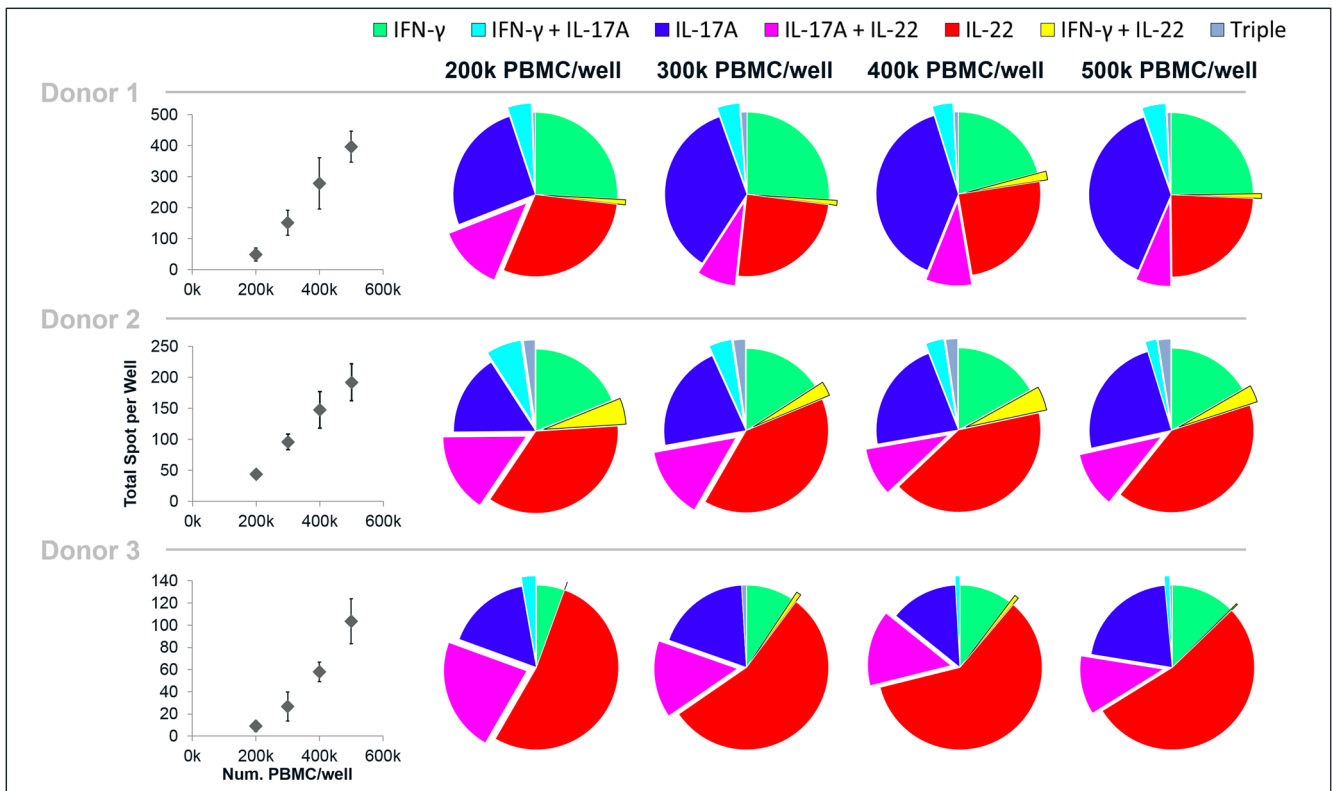 IFN-γ IFN-γ + IL-17A IL-17A IL-17A + IL-22 IL-22 IFN-γ + IL-22 Triple
200k PBMC/well 300k PBMC/well 400k PBMC/well 500k PBMC/well
Donor 1
500
400
300
200
100
0
0k 200k 400k 600k
Donor 2
Total Spot per Well
250
200
150
100
50
0
0k 200k 400k 600k
Donor 3
140
120
100
80
60
40
20
0
0k 200k 400k 600k
Num. PBMC/well